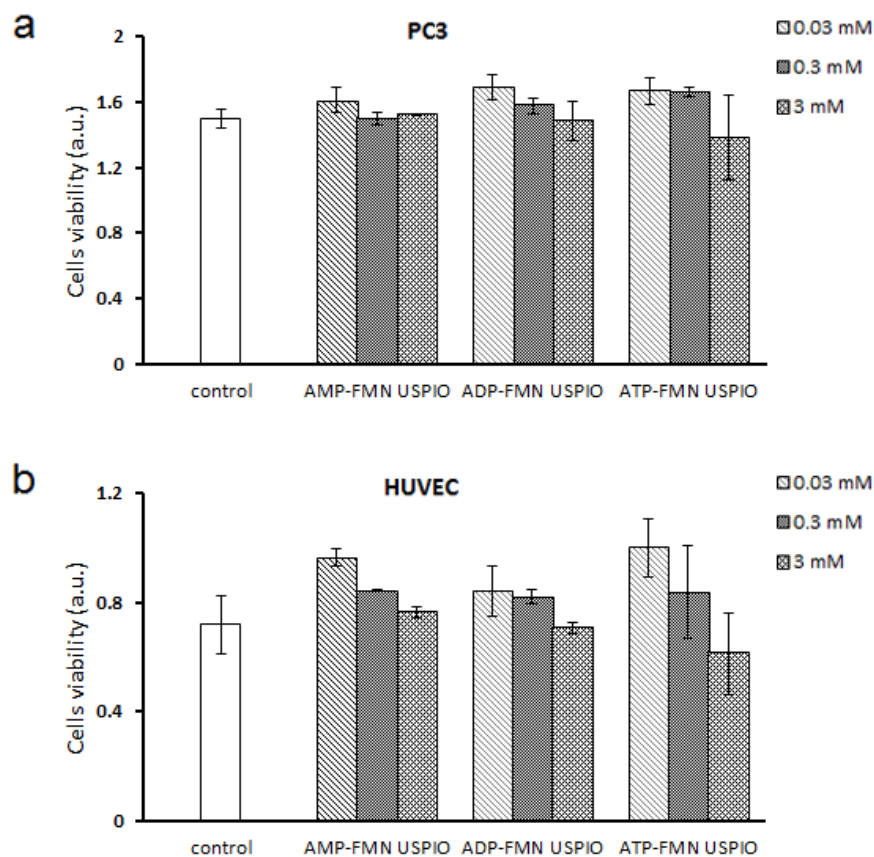 a
PC3
0.03 mM
0.3 mM
3 mM
Cells viability (a.u.)
2
1.6
1.2
0.8
0.4
0
control
AMP-FMN USPIO
ADP-FMN USPIO
ATP-FMN USPIO
b
HUVEC
0.03 mM
0.3 mM
3 mM
Cells viability (a.u.)
1.2
0.8
0.4
0
control
AMP-FMN USPIO
ADP-FMN USPIO
ATP-FMN USPIO